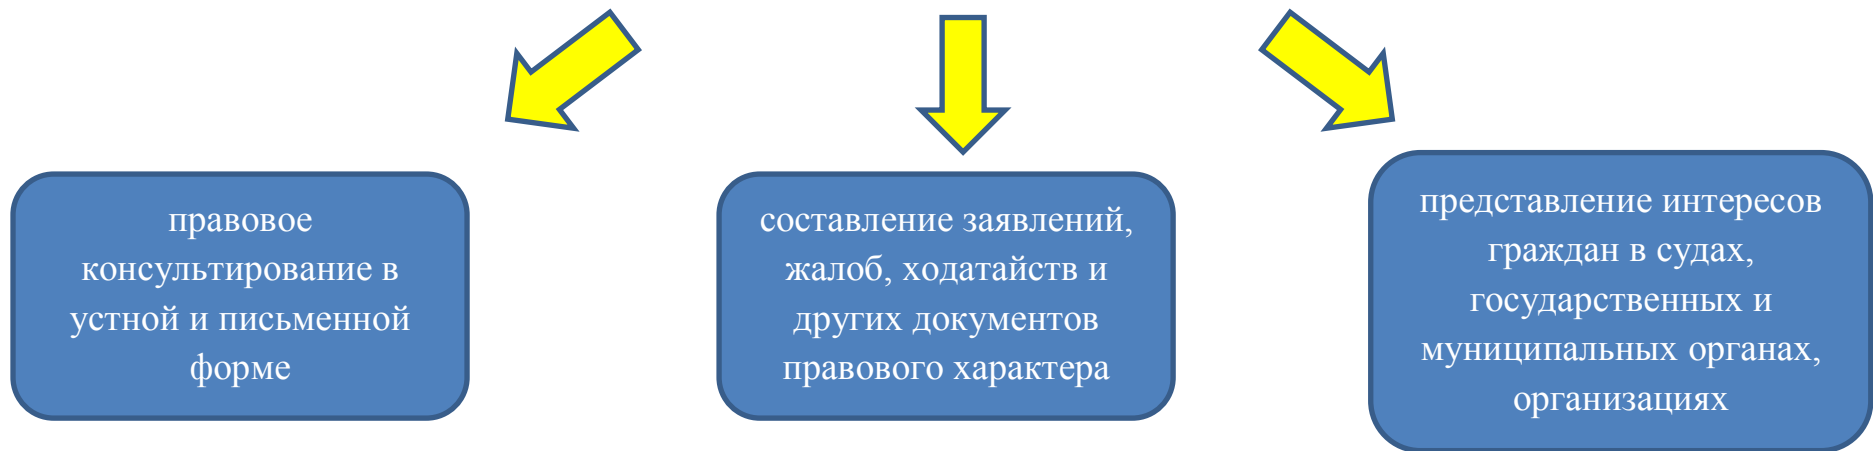 правовое
консультирование в
устной и письменной
форме
составление заявлений,
жалоб, ходатайств и
других документов
правового характера
представление интересов
граждан в судах,
государственных и
муниципальных органах,
организациях